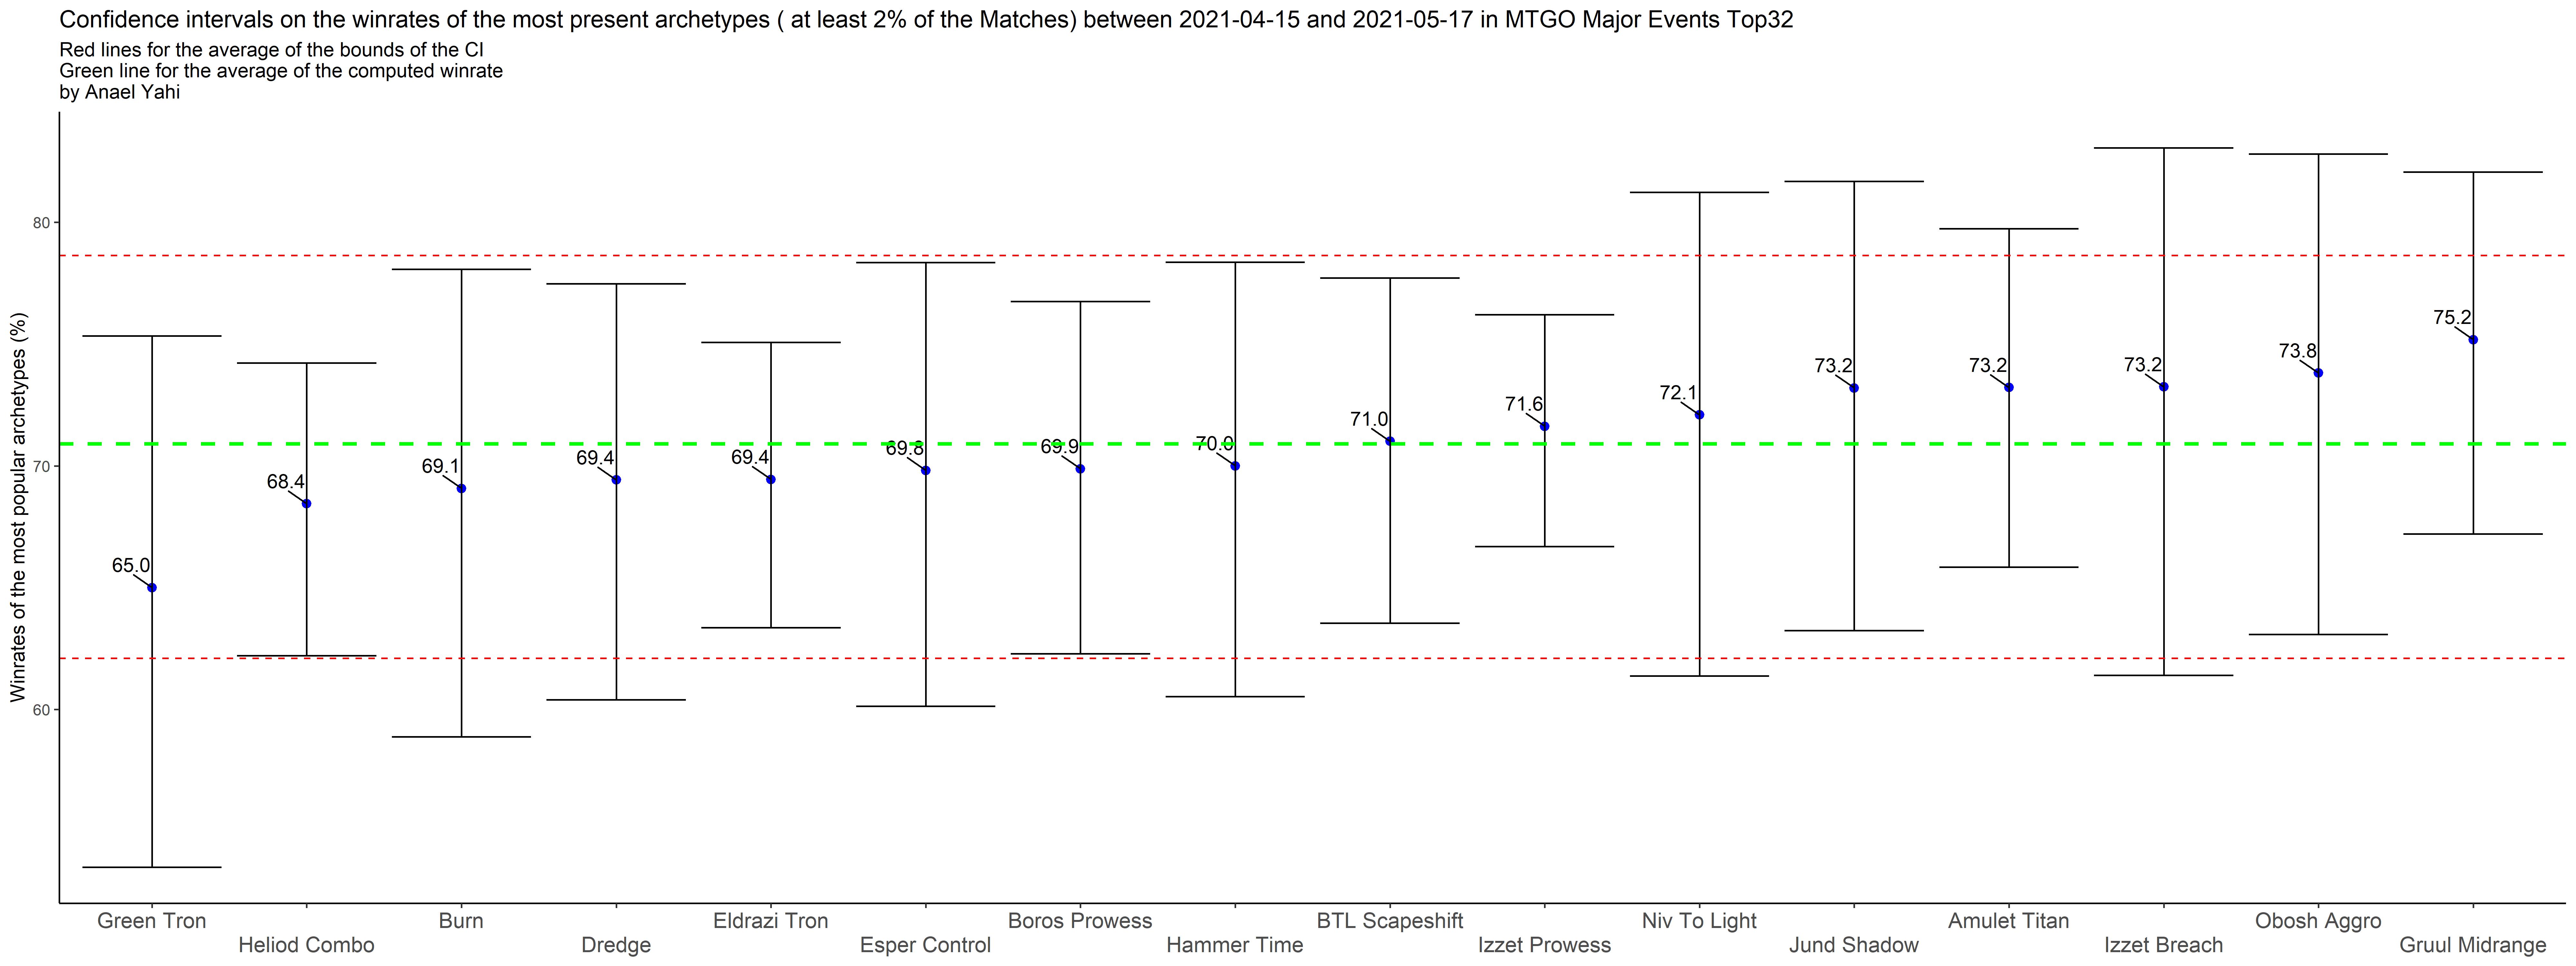 Confidence intervals on the winrates of the most present archetypes ( at least 2% of the Matches) between 2021-04-15 and 2021-05-17 in MTGO Major Events Top32
Red lines for the average of the bounds of the CI
Green line for the average of the computed winrate
by Anael Yahi
Winrates of the most popular archetypes (%)
80
70
60
65.0
68.4
69.1
69.4
69.4
69.8
69.9
70.0
71.0
71.6
72.1
73.2
73.2
73.2
73.8
75.2
Green Tron
Heliod Combo
Burn
Dredge
Eldrazi Tron
Esper Control
Boros Prowess
Hammer Time
BTL Scapeshift
Izzet Prowess
Niv To Light
Jund Shadow
Amulet Titan
Izzet Breach
Obosh Aggro
Gruul Midrange